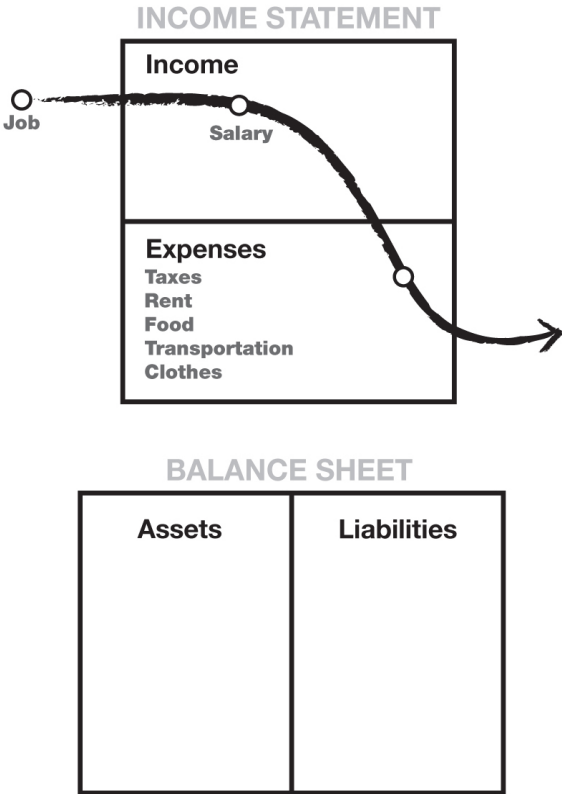 INCOME STATEMENT
Income
Job
Salary
Expenses
Taxes
Rent
Food
Transportation
Clothes
BALANCE SHEET
Assets
Liabilities